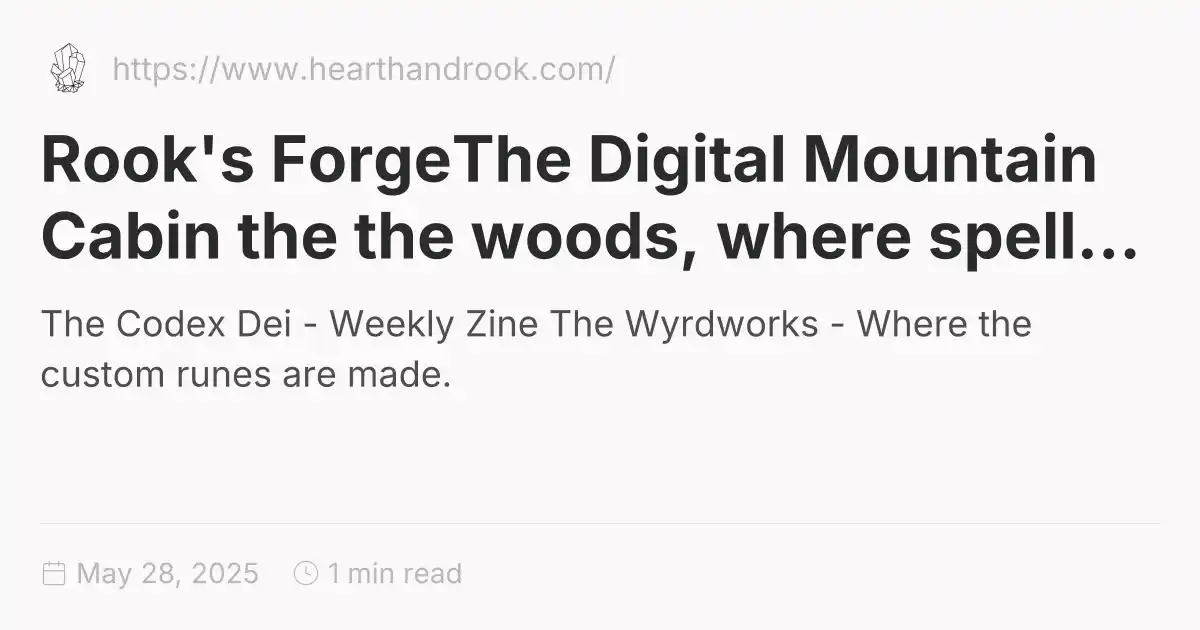 https://www.hearthandrook.com/
Rook's ForgeThe Digital Mountain
Cabin the the woods, where spell...
The Codex Dei - Weekly Zine The Wyrdworks - Where the
custom runes are made.
May 28, 2025 1 min read